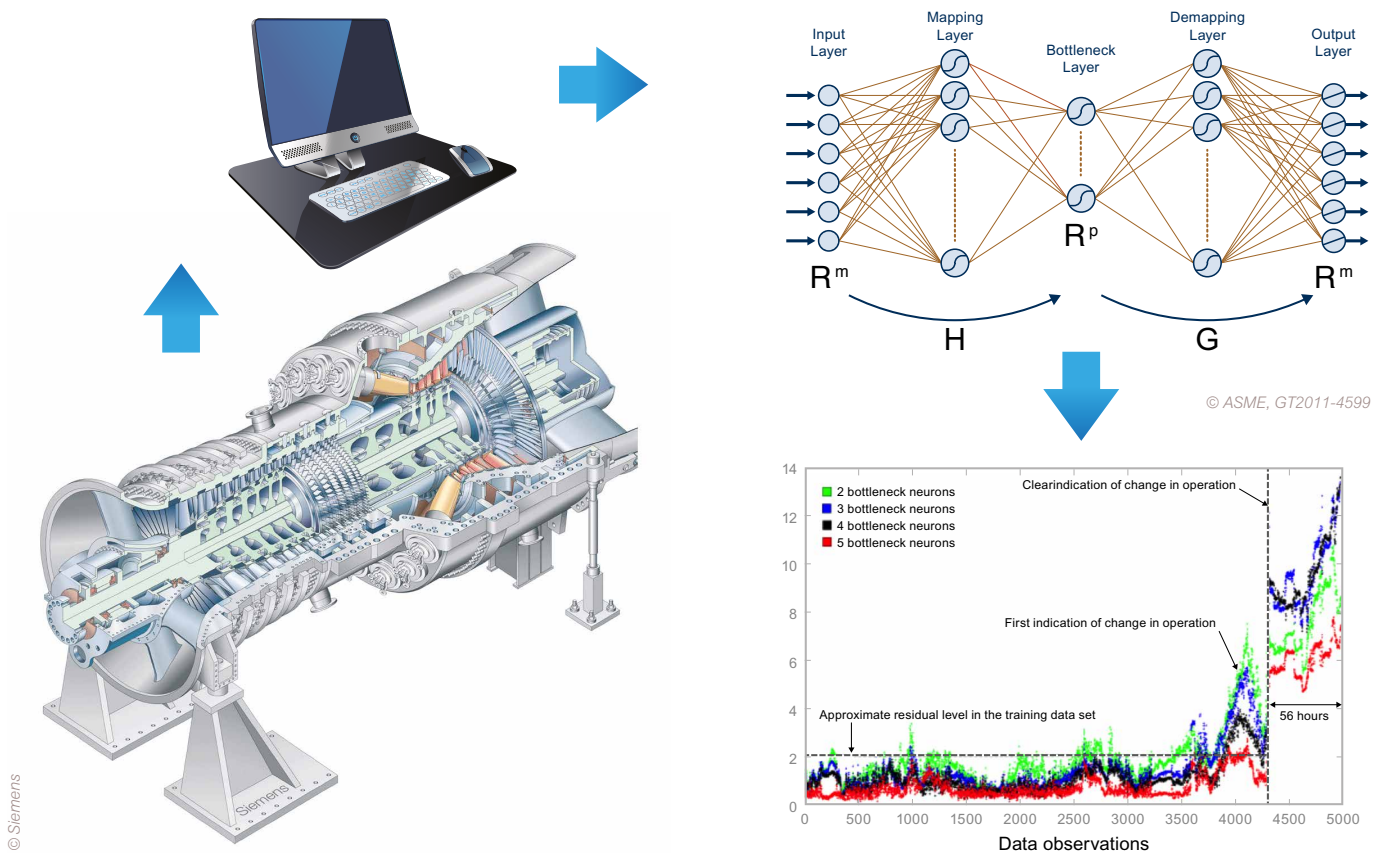 Input
Layer
Mapping
Layer
Bottleneck
Layer
Demapping
Layer
Output
Layer
R^m
R^p
R^m
H
G
© ASME, GT2011-4599
Siemens
© Siemens
14
12
10
8
6
4
2
0
2 bottleneck neurons
3 bottleneck neurons
4 bottleneck neurons
5 bottleneck neurons
Clearindication of change in operation
First indication of change in operation
Approximate residual level in the training data set
56 hours
0 500 1000 1500 2000 2500 3000 3500 4000 4500 5000
Data observations